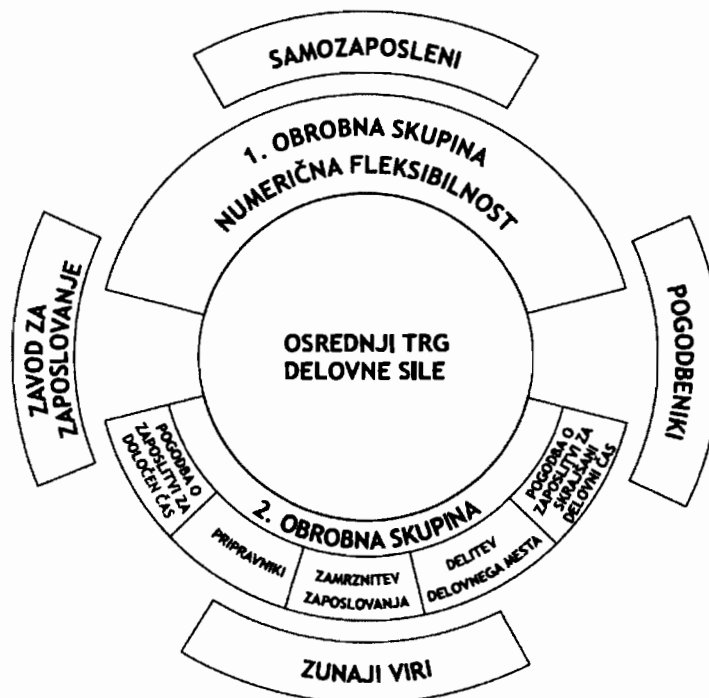 SAMOZAPOSLENI
1. OBROBNA SKUPINA
NUMERIČNA FLEKSIBILNOST
ZAVOD ZA
ZAPOSLOVANJE
OSREDNJI TRG
DELOVNE SILE
POGODBENIKI
POGODBA O
ZAPOSLITVI ZA
DOLOČEN ČAS
2. OBROBNA SKUPINA
POGODBA O
ZAPOSLITVI ZA
SKRAJŠANI
DELOVNI ČAS
PRIPRAVNIKI
ZAMRZNITEV
ZAPOSLOVANJA
DELITEV
DELOVNEGA MESTA
ZUNAJI VIRI